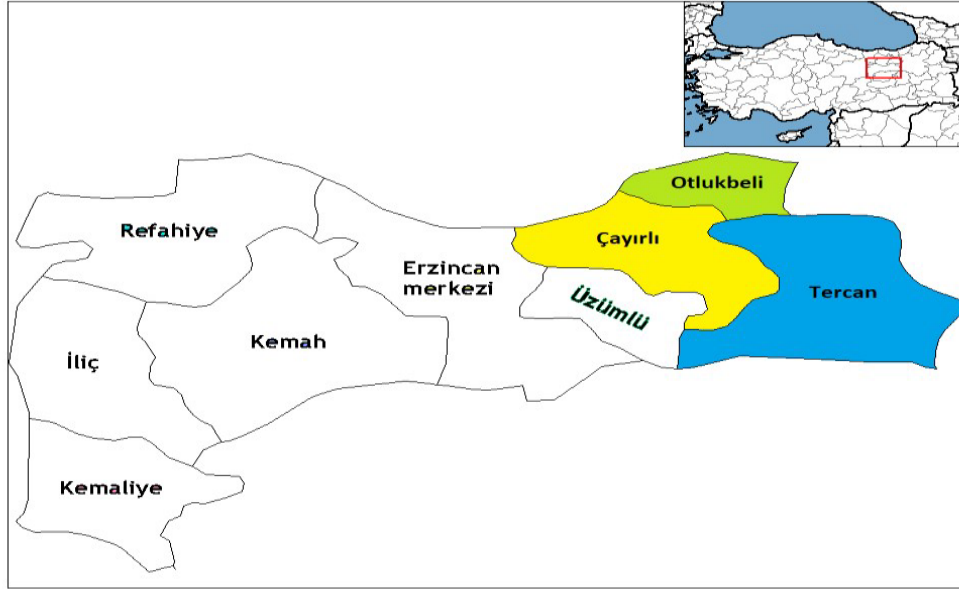 Otlukbeli
Refahiye
Çayırlı
Erzincan
merkezi
Tercan
Üzümlü
Kemah
İliç
Kemaliye